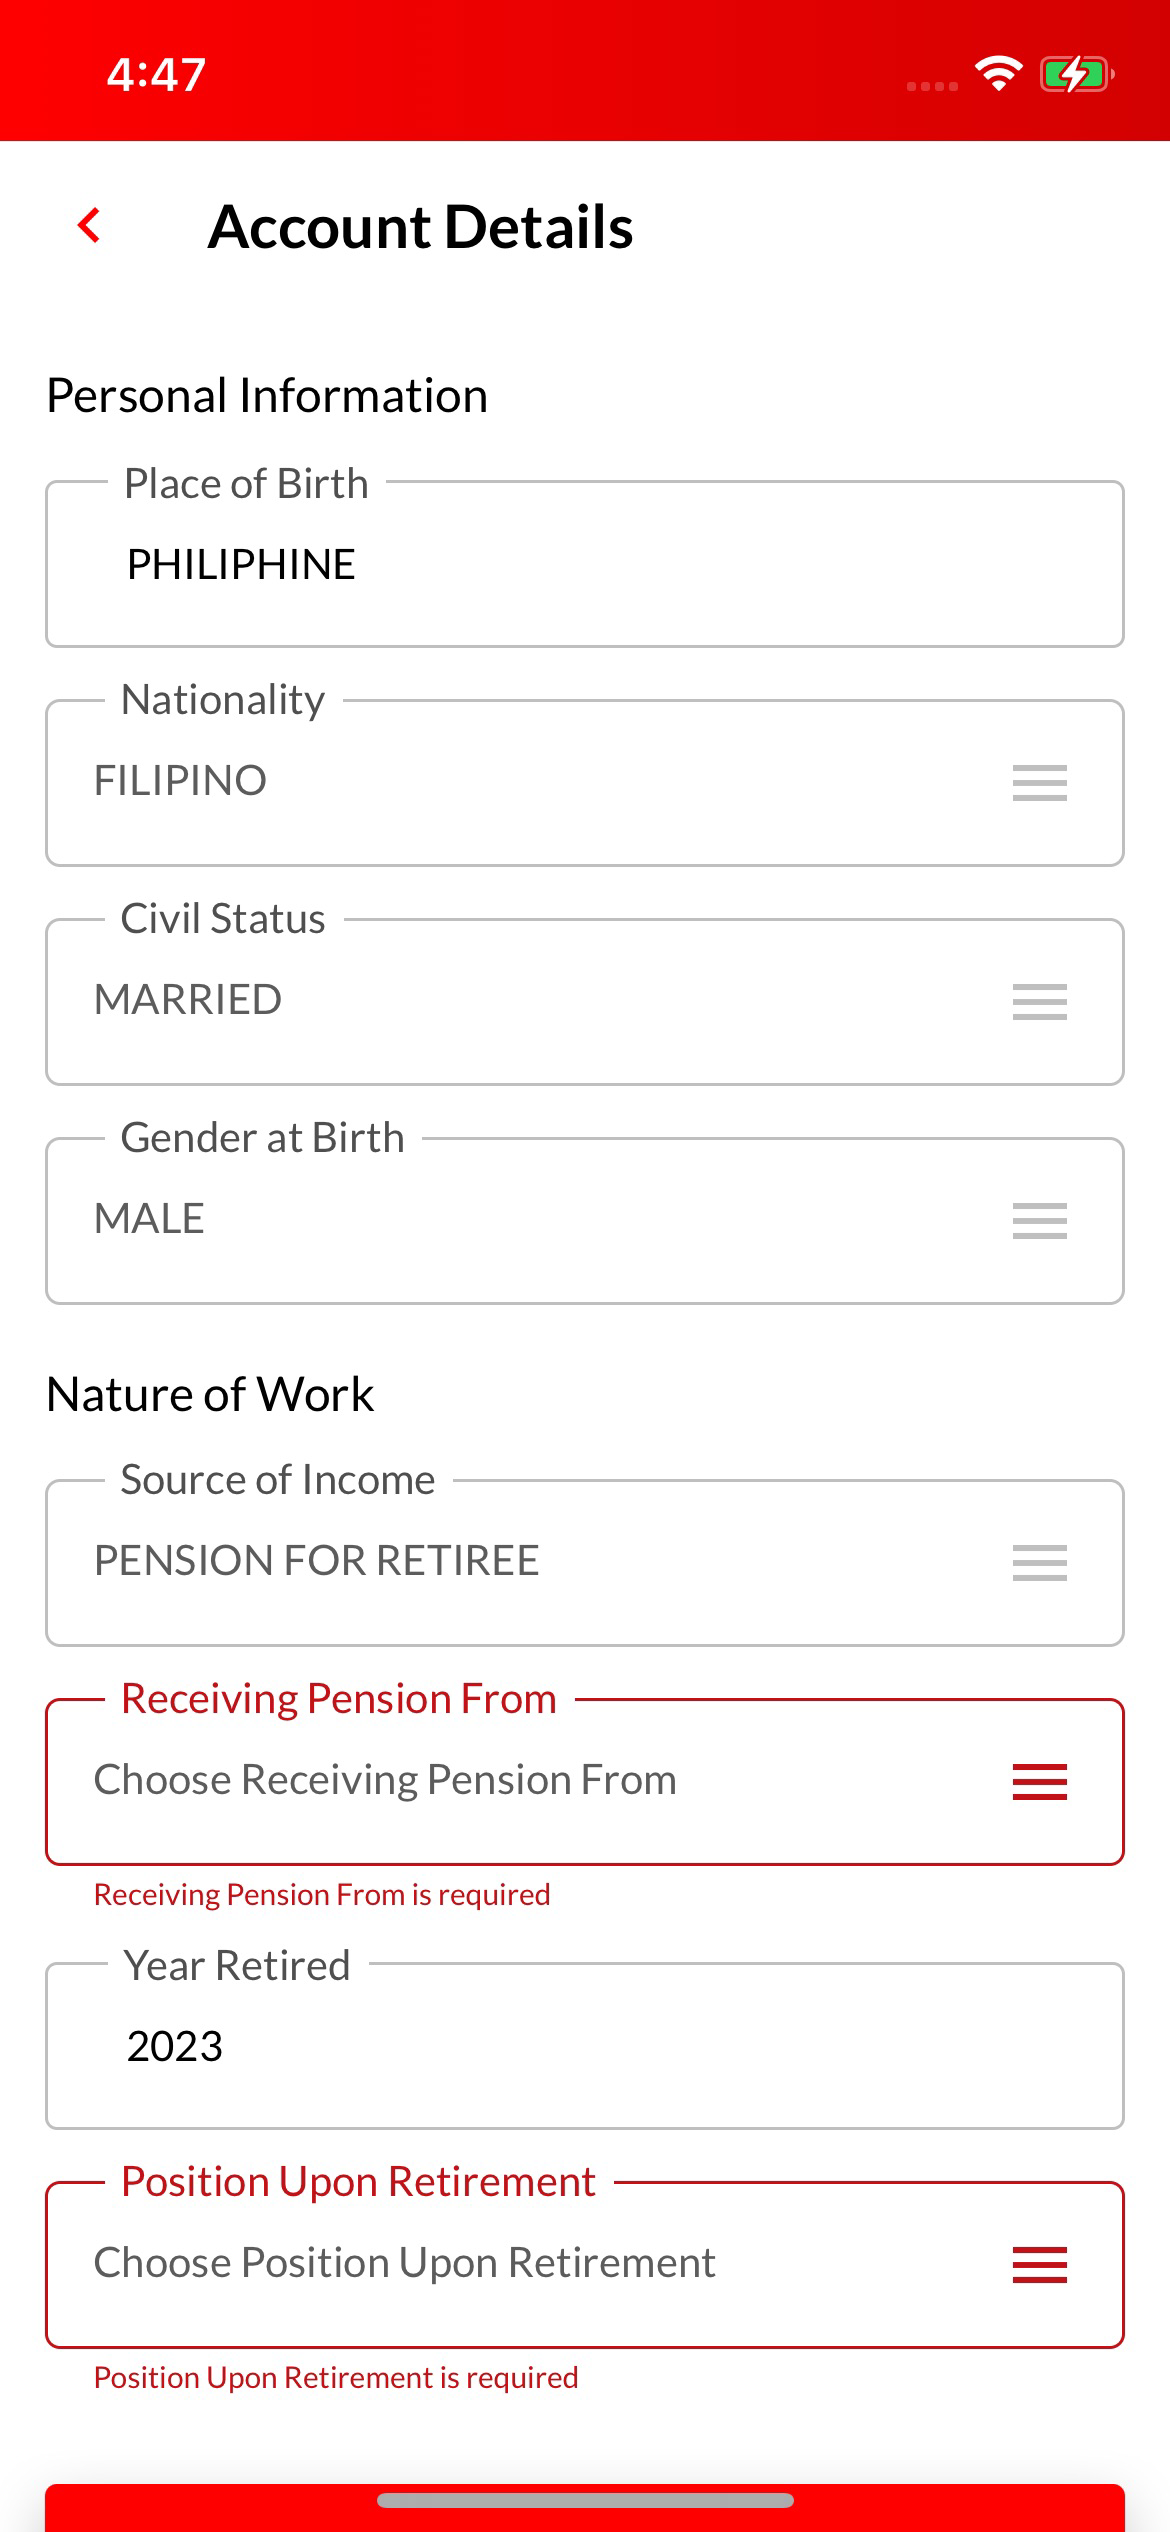 4:47
Account Details
Personal Information
Place of Birth
PHILIPHINE
Nationality
FILIPINO
Civil Status
MARRIED
Gender at Birth
MALE
Nature of Work
Source of Income
PENSION FOR RETIREE
Receiving Pension From
Choose Receiving Pension From
Receiving Pension From is required
Year Retired
2023
Position Upon Retirement
Choose Position Upon Retirement
Position Upon Retirement is required